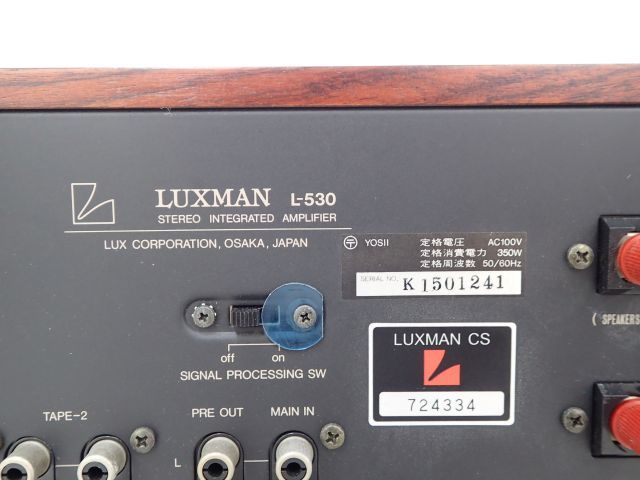 LUXMAN L-530
STEREO INTEGRATED AMPLIFIER
LUX CORPORATION, OSAKA, JAPAN
〒 YOSII 定格電圧 AC100V
定格消費電力 350W
定格周波数 50/60Hz
SERIAL NO. K1501241
( SPEAKERS
off on
SIGNAL PROCESSING SW
LUXMAN CS
724334
TAPE-2 PRE OUT MAIN IN
L